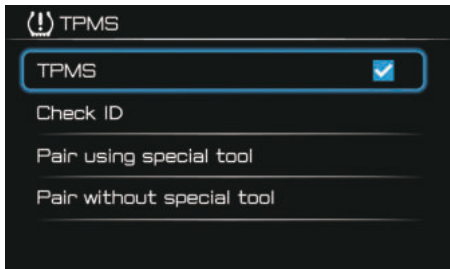 TPMS
TPMS
Check ID
Pair using special tool
Pair without special tool